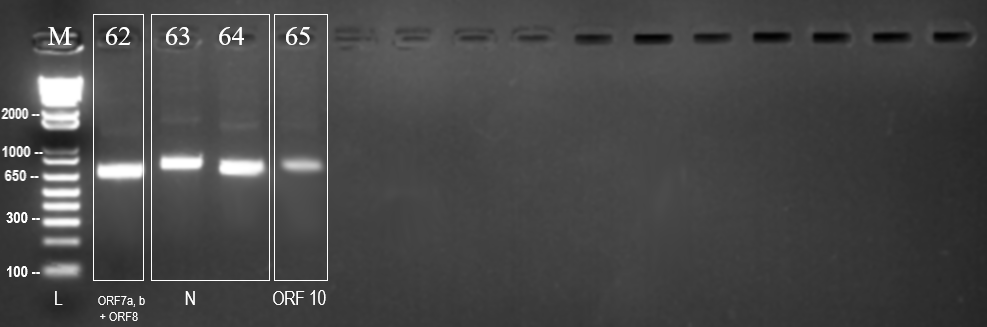 M 62 63 64 65
2000 --
1000 --
650 --
300 --
100 --
L ORF7a, b N ORF 10
+ ORF8